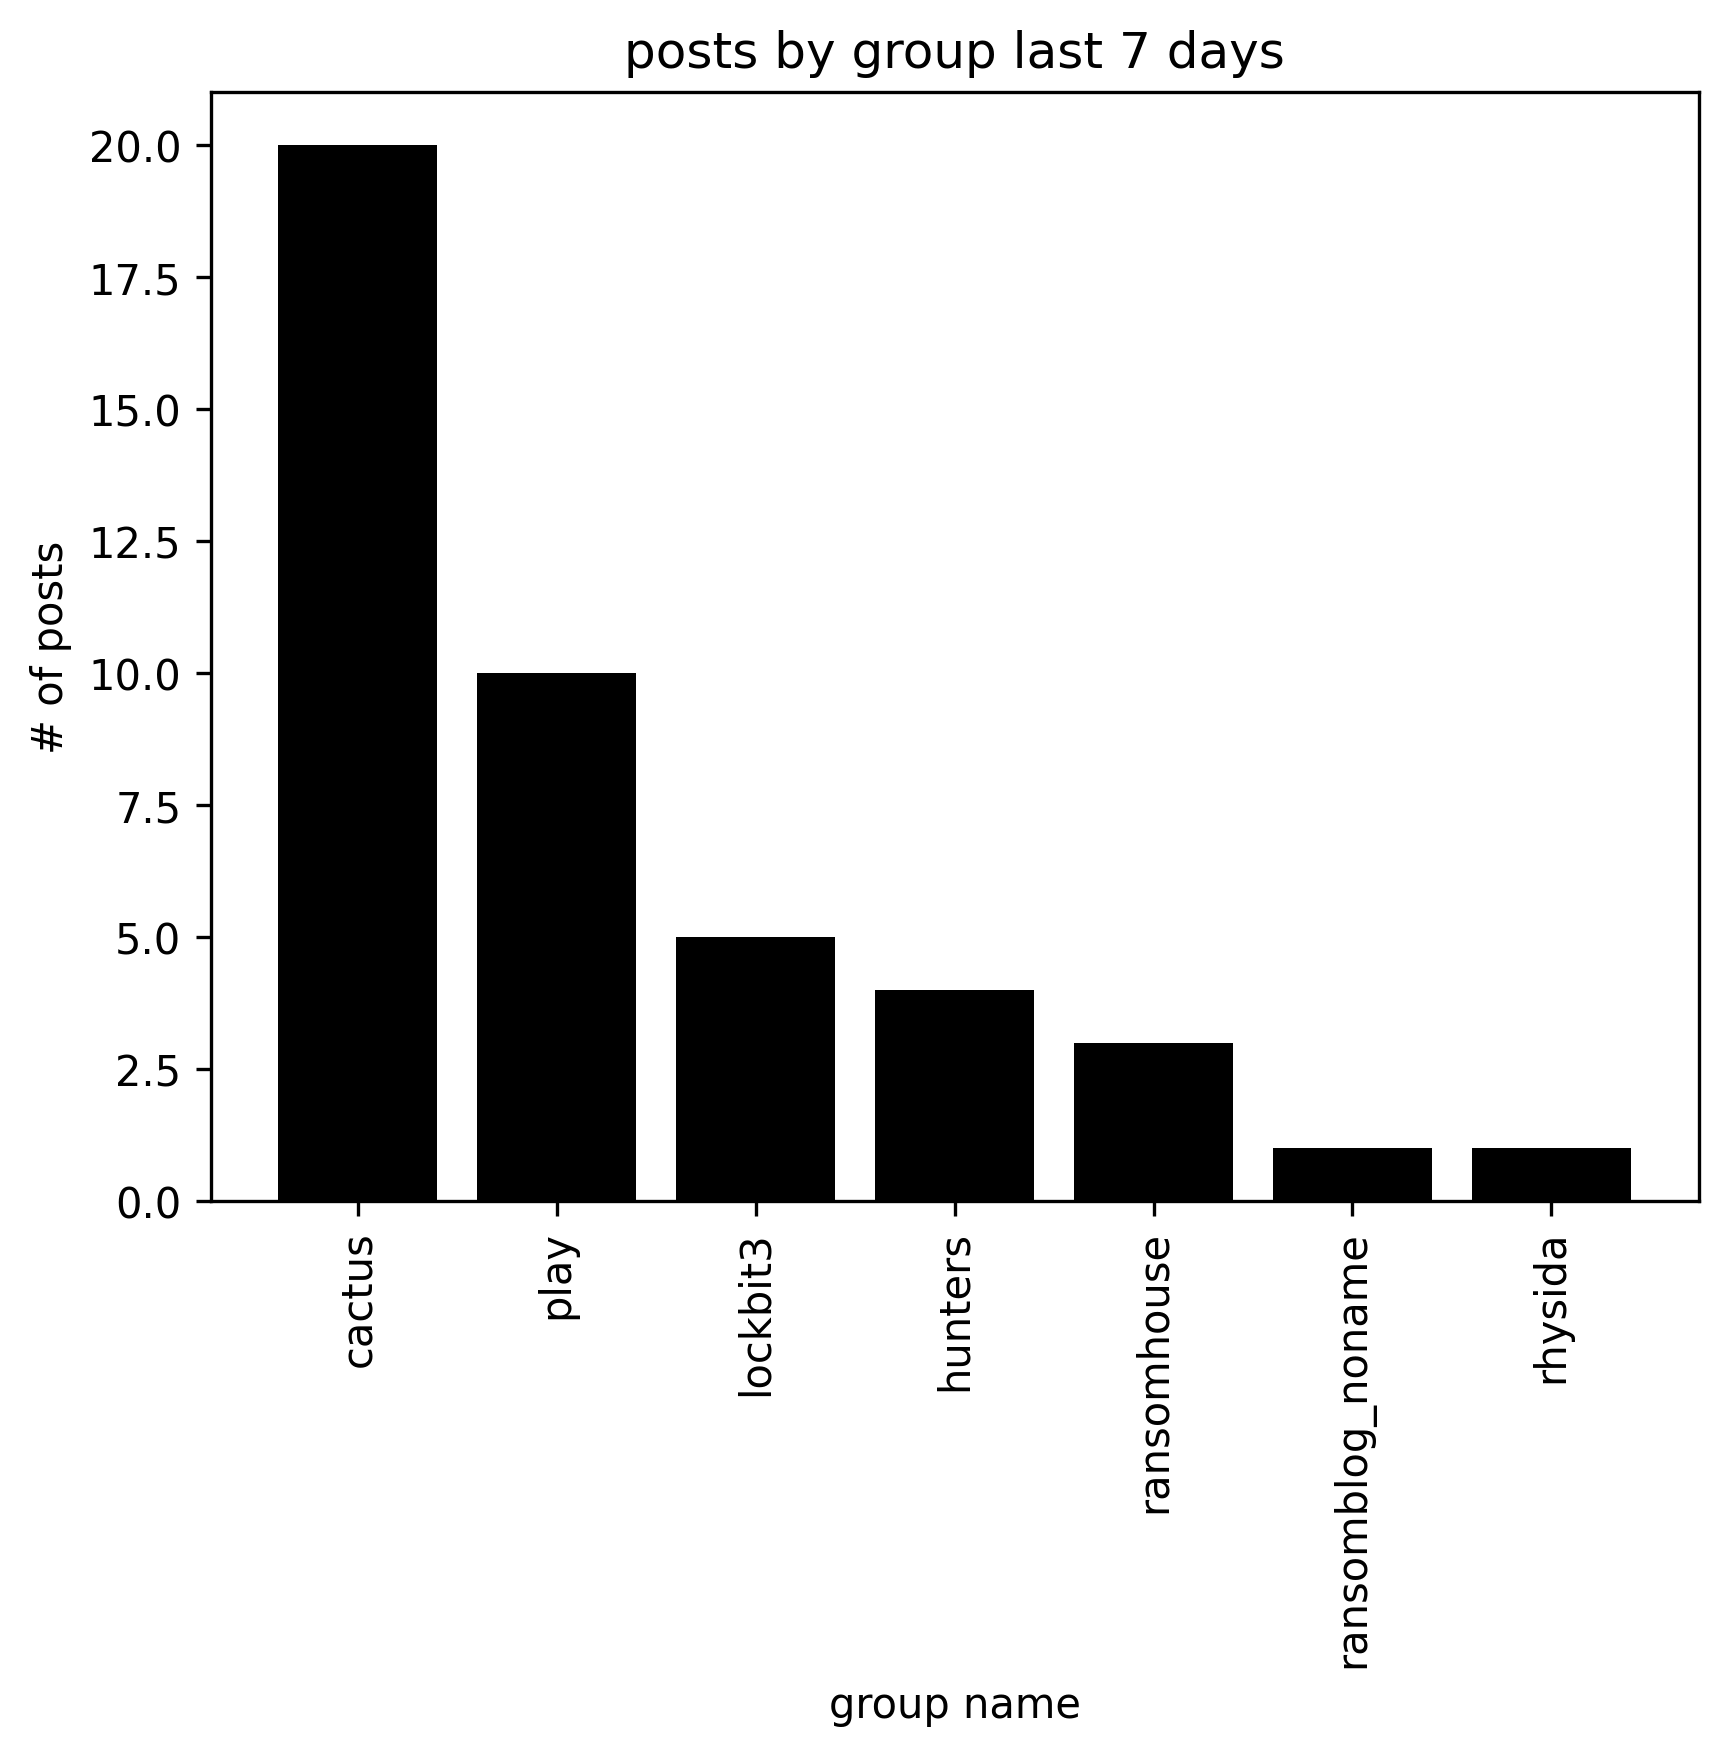 posts by group last 7 days
20.0
17.5
15.0
12.5
10.0
7.5
5.0
2.5
0.0
# of posts
cactus
play
lockbit3
hunters
ransomhouse
ransomblog_noname
rhysida
group name